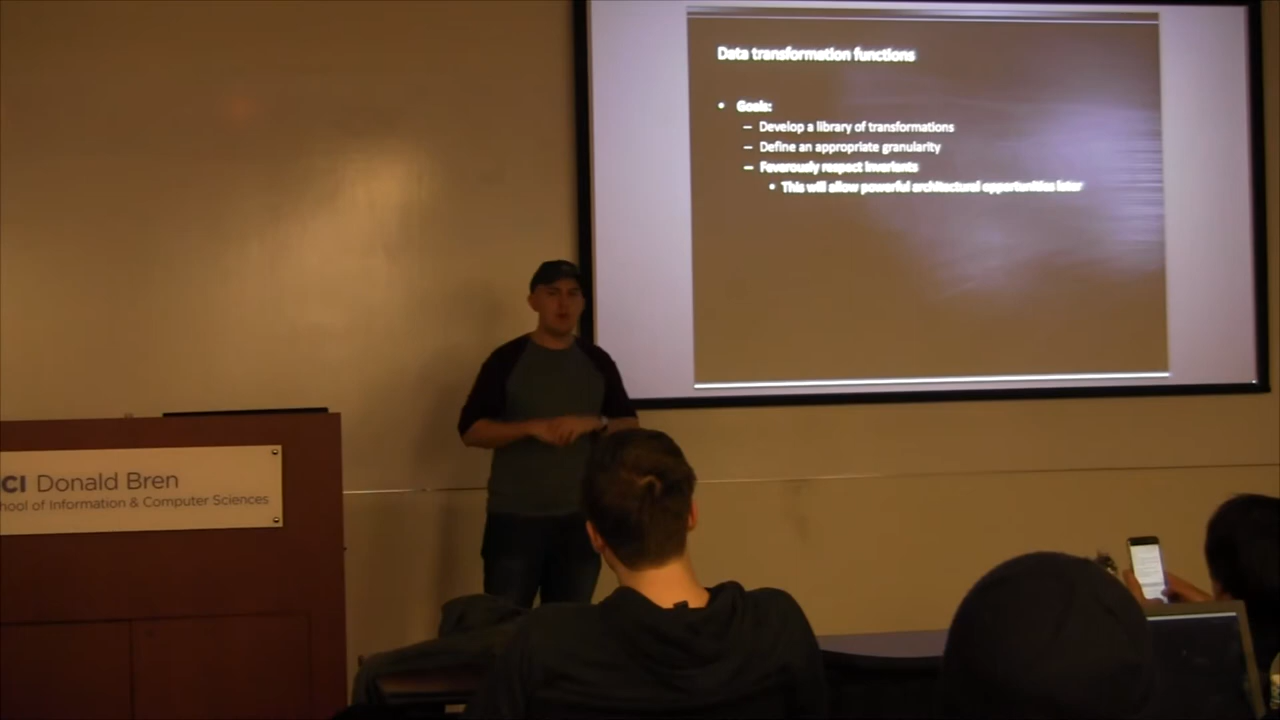 Data transformation functions
• Goals:
– Develop a library of transformations
– Define an appropriate granularity
– Feverously respect invariants
• This will allow powerful architectural opportunities later
CI Donald Bren
hool of Information & Computer Sciences